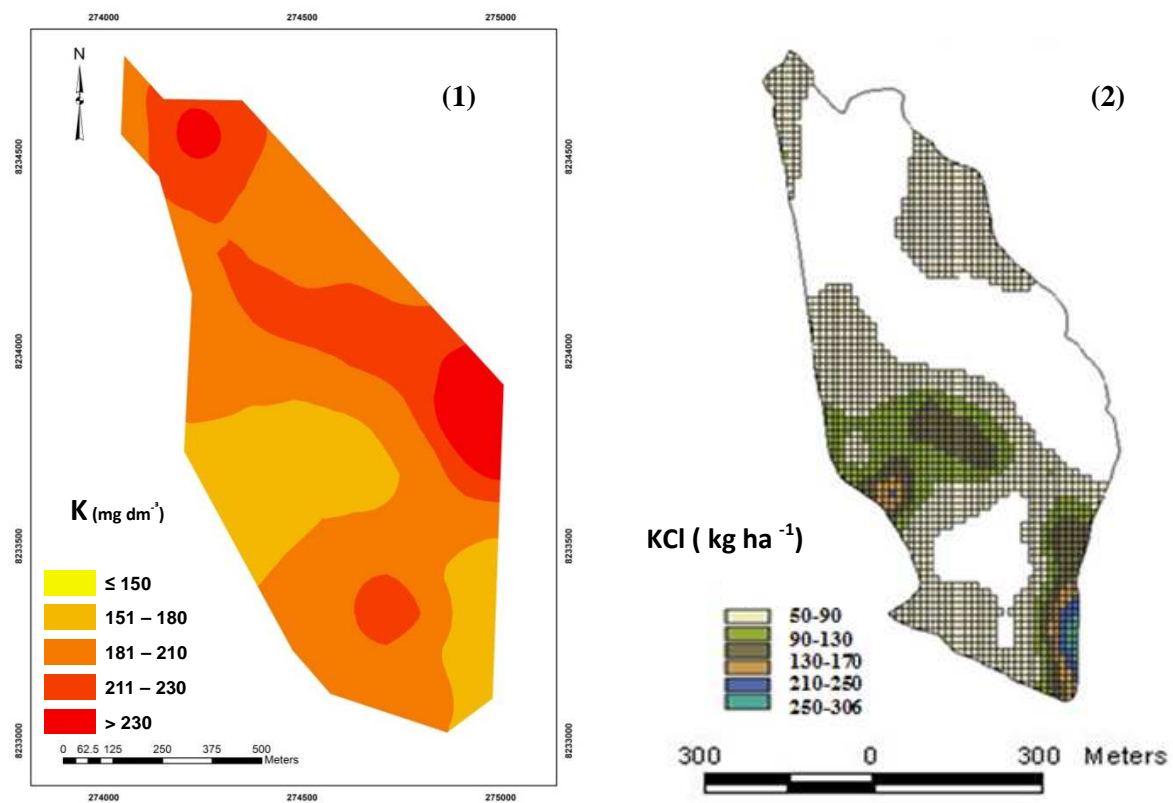 274000 274500 275000
N
(1)
8234500
8234000
8233500
8233000
8234500
8234000
8233500
8233000
K (mg dm⁻³)
≤ 150
151 – 180
181 – 210
211 – 230
> 230
0 62.5 125 250 375 500
Meters
274000 274500 275000
(2)
KCl ( kg ha ⁻¹)
50-90
90-130
130-170
210-250
250-306
300 0 300 Meters